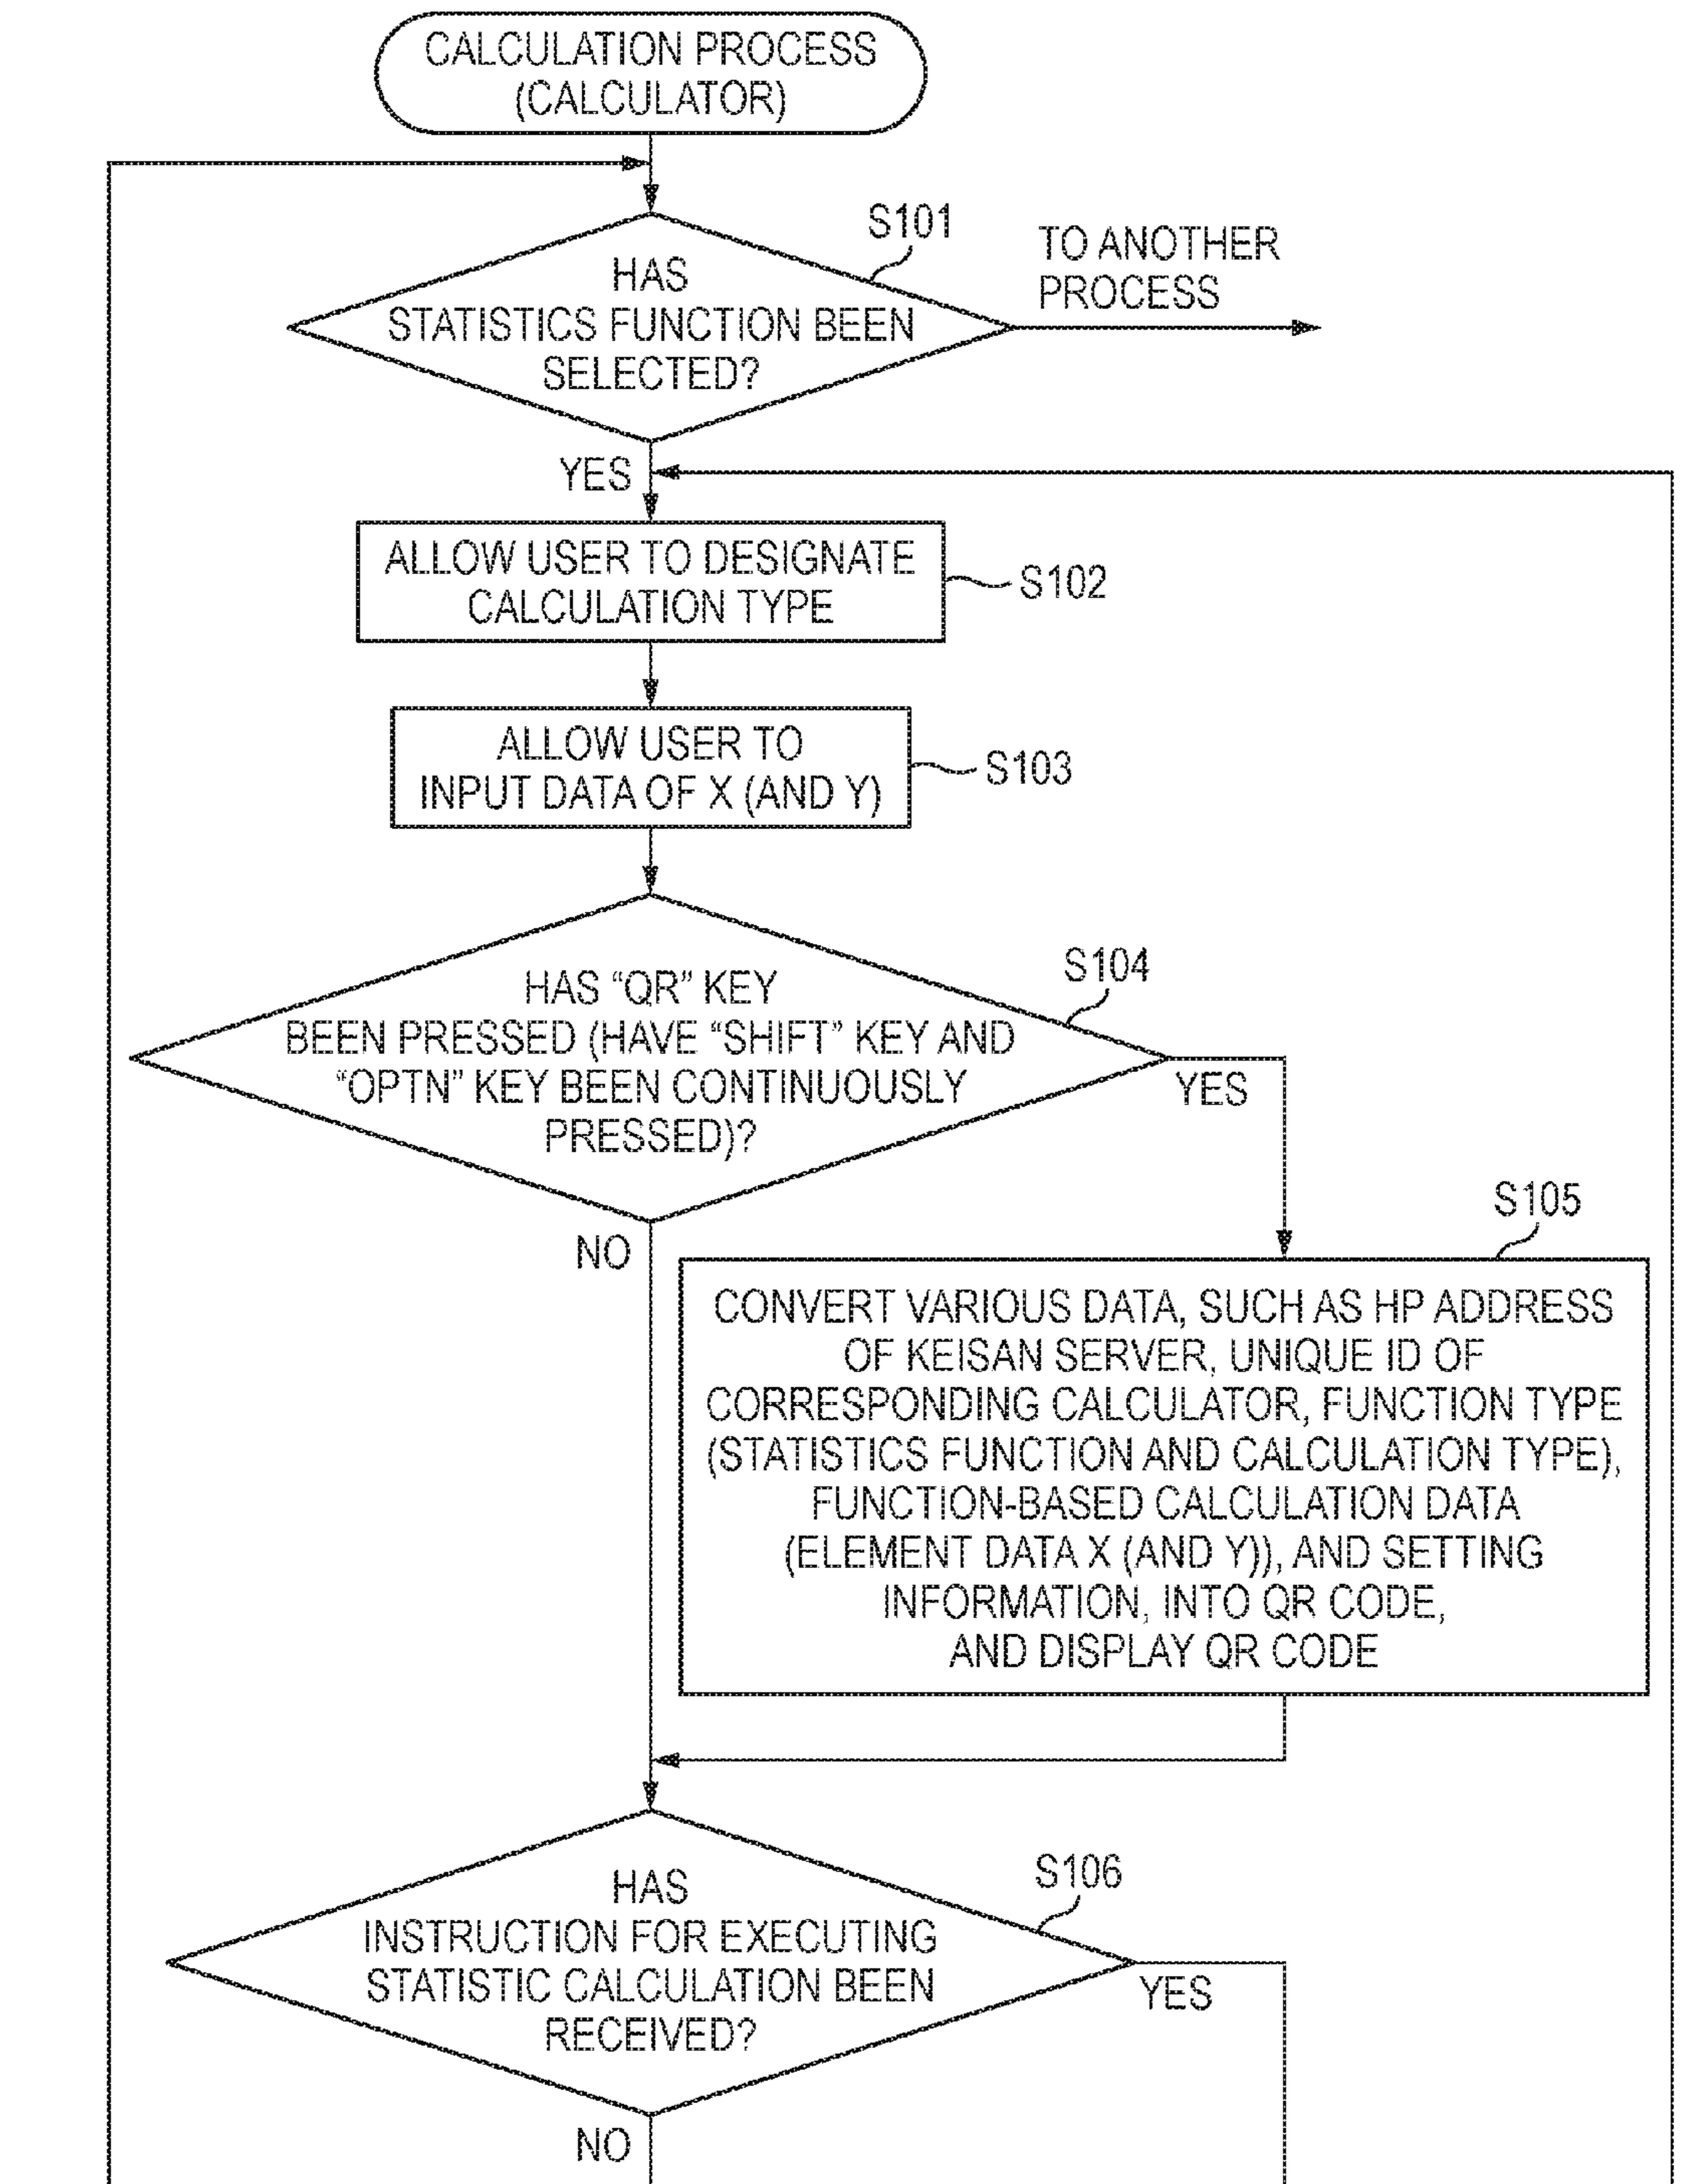 CALCULATION PROCESS
(CALCULATOR)
S101
TO ANOTHER
PROCESS
HAS
STATISTICS FUNCTION BEEN
SELECTED?
YES
ALLOW USER TO DESIGNATE
CALCULATION TYPE
S102
ALLOW USER TO
INPUT DATA OF X (AND Y)
S103
S104
HAS “QR” KEY
BEEN PRESSED (HAVE “SHIFT” KEY AND
“OPTN” KEY BEEN CONTINUOUSLY
PRESSED)?
YES
NO
S105
CONVERT VARIOUS DATA, SUCH AS HP ADDRESS
OF KEISAN SERVER, UNIQUE ID OF
CORRESPONDING CALCULATOR, FUNCTION TYPE
(STATISTICS FUNCTION AND CALCULATION TYPE),
FUNCTION-BASED CALCULATION DATA
(ELEMENT DATA X (AND Y)), AND SETTING
INFORMATION, INTO QR CODE,
AND DISPLAY QR CODE
S106
HAS
INSTRUCTION FOR EXECUTING
STATISTIC CALCULATION BEEN
RECEIVED?
YES
NO